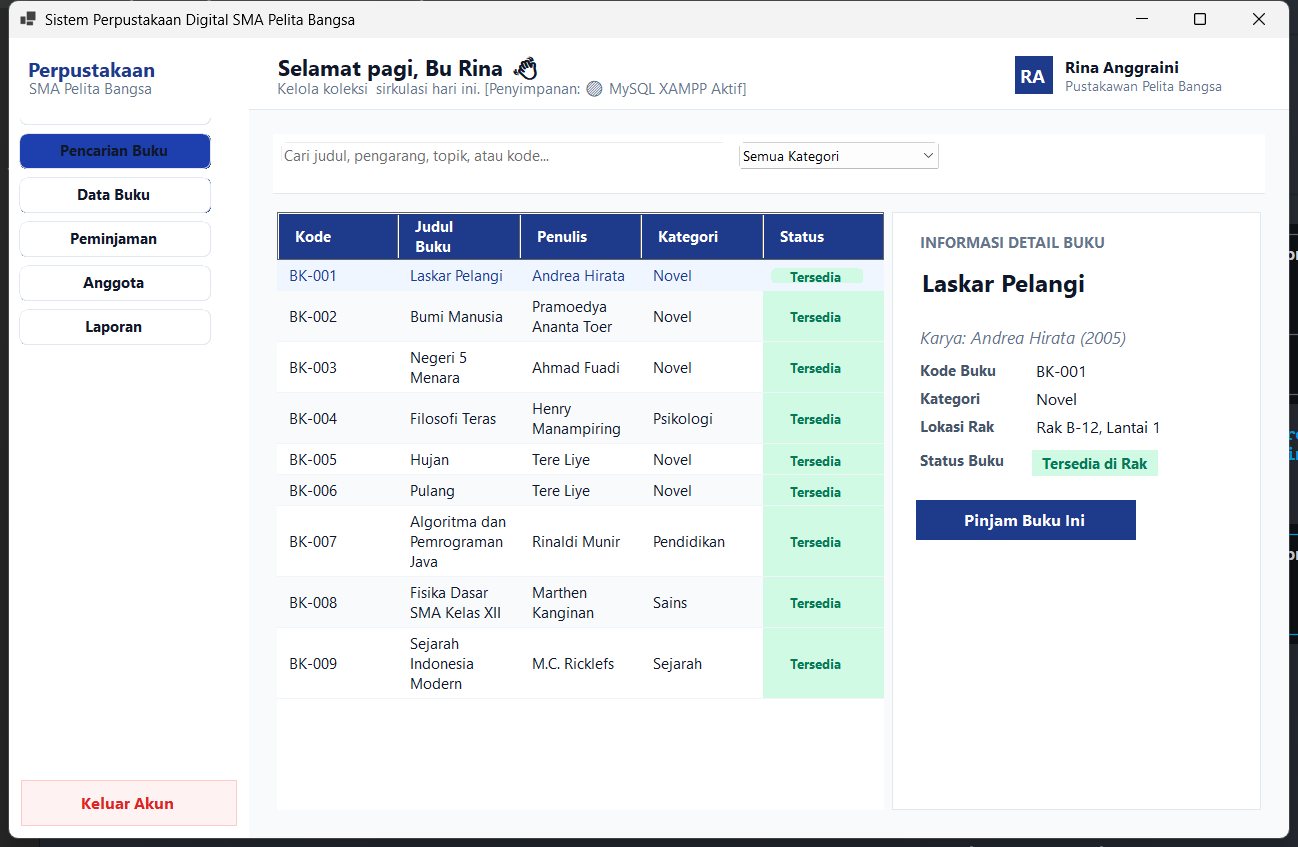 Sistem Perpustakaan Digital SMA Pelita Bangsa
Perpustakaan
SMA Pelita Bangsa
Selamat pagi, Bu Rina 👋
Kelola koleksi  sirkulasi hari ini. [Penyimpanan: MySQL XAMPP Aktif]
RA
Rina Anggraini
Pustakawan Pelita Bangsa
Pencarian Buku
Data Buku
Peminjaman
Anggota
Laporan
Keluar Akun
Cari judul, pengarang, topik, atau kode...
Semua Kategori
Kode
Judul
Buku
Penulis
Kategori
Status
BK-001 Laskar Pelangi Andrea Hirata Novel Tersedia
BK-002 Bumi Manusia Pramoedya
Ananta Toer Novel Tersedia
BK-003 Negeri 5
Menara Ahmad Fuadi Novel Tersedia
BK-004 Filosofi Teras Henry
Manampiring Psikologi Tersedia
BK-005 Hujan Tere Liye Novel Tersedia
BK-006 Pulang Tere Liye Novel Tersedia
BK-007 Algoritma dan
Pemrograman
Java Rinaldi Munir Pendidikan Tersedia
BK-008 Fisika Dasar
SMA Kelas XII Marthen
Kanginan Sains Tersedia
BK-009 Sejarah
Indonesia
Modern M.C. Ricklefs Sejarah Tersedia
INFORMASI DETAIL BUKU
Laskar Pelangi
Karya: Andrea Hirata (2005)
Kode Buku BK-001
Kategori Novel
Lokasi Rak Rak B-12, Lantai 1
Status Buku Tersedia di Rak
Pinjam Buku Ini